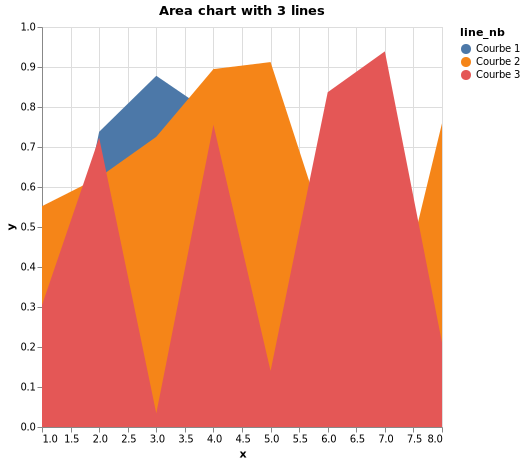 Area chart with 3 lines
line_nb
Courbe 1
Courbe 2
Courbe 3
y
1.0
0.9
0.8
0.7
0.6
0.5
0.4
0.3
0.2
0.1
0.0
1.0 1.5 2.0 2.5 3.0 3.5 4.0 4.5 5.0 5.5 6.0 6.5 7.0 7.5 8.0
x